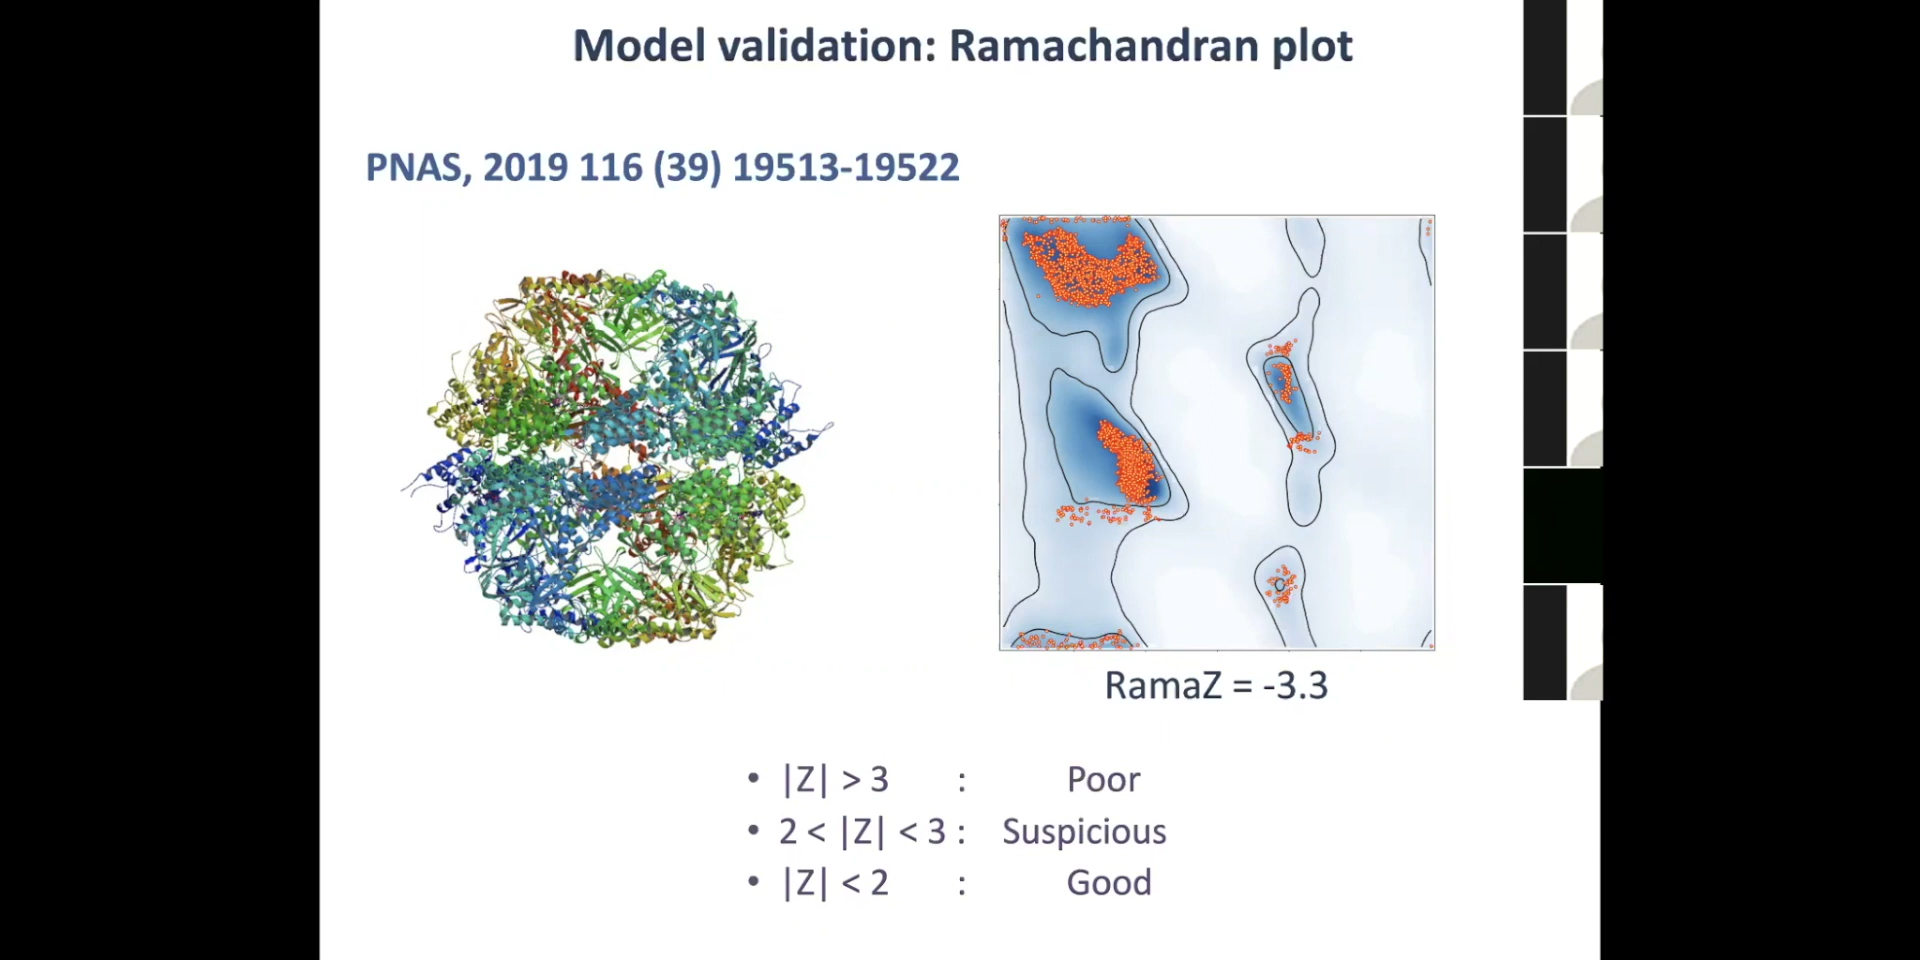 Model validation: Ramachandran plot
PNAS, 2019 116 (39) 19513-19522
RamaZ = -3.3
• |Z| > 3 : Poor
• 2 < |Z| < 3 : Suspicious
• |Z| < 2 : Good